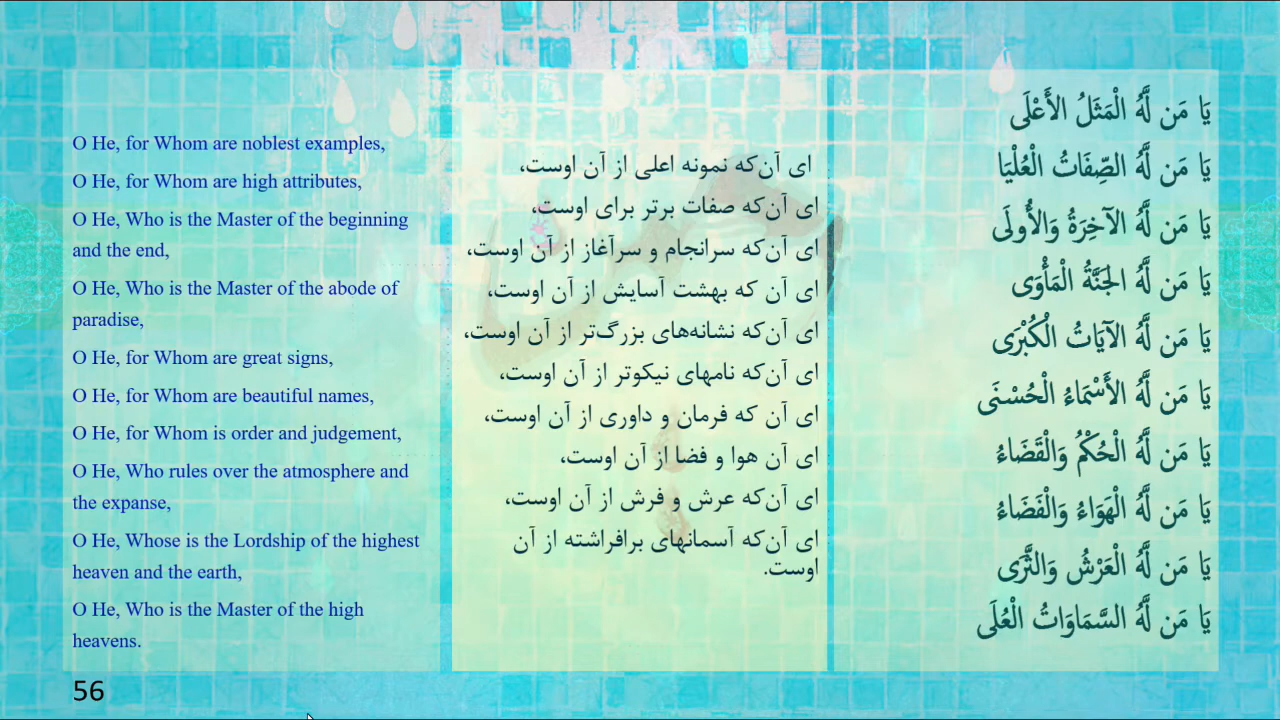 O He, for Whom are noblest examples,
O He, for Whom are high attributes,
O He, Who is the Master of the beginning
and the end,
O He, Who is the Master of the abode of
paradise,
O He, for Whom are great signs,
O He, for Whom are beautiful names,
O He, for Whom is order and judgement,
O He, Who rules over the atmosphere and
the expanse,
O He, Whose is the Lordship of the highest
heaven and the earth,
O He, Who is the Master of the high
heavens.
ای آن‌که نمونه اعلی از آن اوست،
ای آن‌که صفات برتر برای اوست،
ای آن‌که سرانجام و سرآغاز از آن اوست،
ای آن که بهشت آسایش از آن اوست،
ای آن‌که نشانه‌های بزرگ‌تر از آن اوست،
ای آن‌که نامهای نیکوتر از آن اوست،
ای آن که فرمان و داوری از آن اوست،
ای آن هوا و فضا از آن اوست،
ای آن‌که عرش و فرش از آن اوست،
ای آن‌که آسمانهای برافراشته از آن
اوست.
يَا مَن لَّهُ الْمَثَلُ الأَعْلَى
يَا مَن لَّهُ الصِّفَاتُ الْعُلْيَا
يَا مَن لَّهُ الآخِرَةُ وَالأُولَى
يَا مَن لَّهُ الجَنَّةُ الْمَأْوَى
يَا مَن لَّهُ الآيَاتُ الْكُبْرَى
يَا مَن لَّهُ الأَسْمَاءُ الْحُسْنَى
يَا مَن لَّهُ الْحُكْمُ وَالْقَضَاءُ
يَا مَن لَّهُ الْهَوَاءُ وَالْفَضَاءُ
يَا مَن لَّهُ الْعَرْشُ وَالثَّرَى
يَا مَن لَّهُ السَّمَاوَاتُ الْعُلَى
56